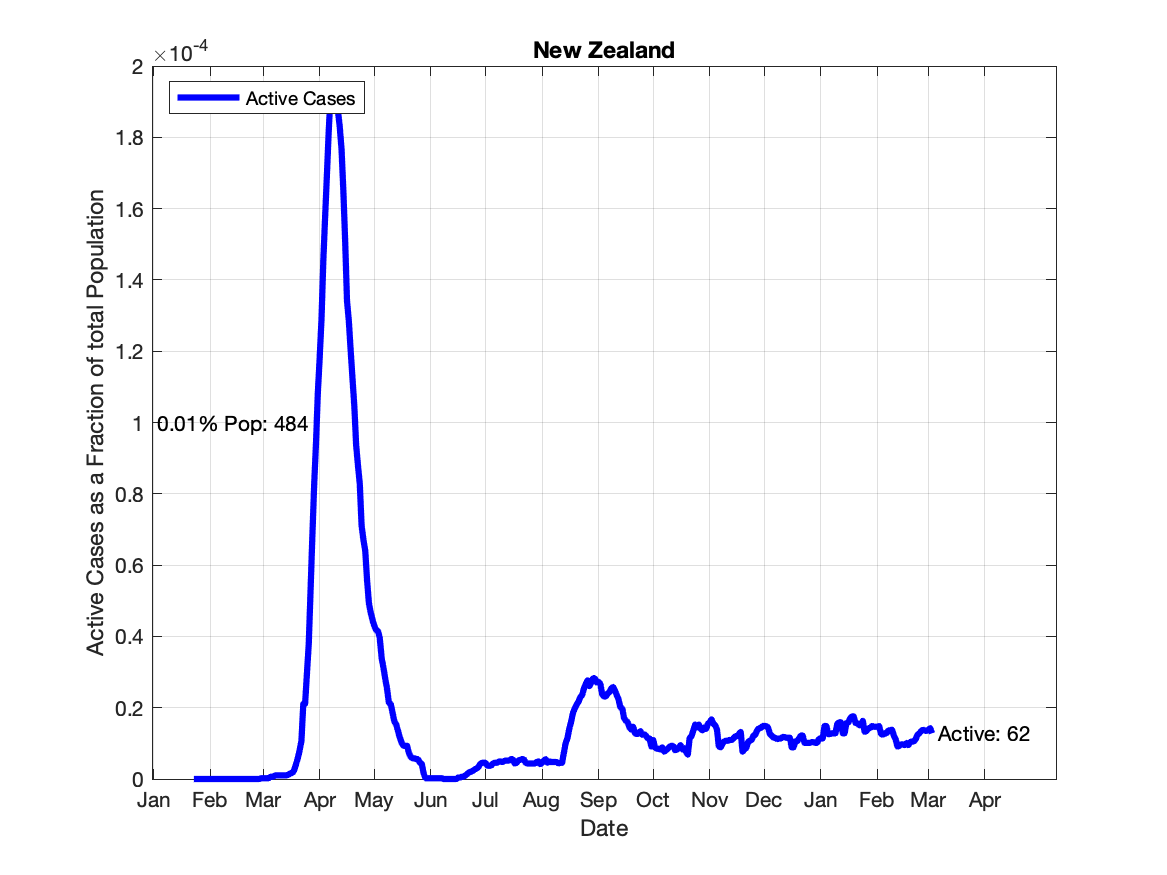 New Zealand
×10⁻⁴
2
1.8
1.6
1.4
1.2
1
0.8
0.6
0.4
0.2
0
Active Cases as a Fraction of total Population
Active Cases
0.01% Pop: 484
Active: 62
Jan Feb Mar Apr May Jun Jul Aug Sep Oct Nov Dec Jan Feb Mar Apr
Date